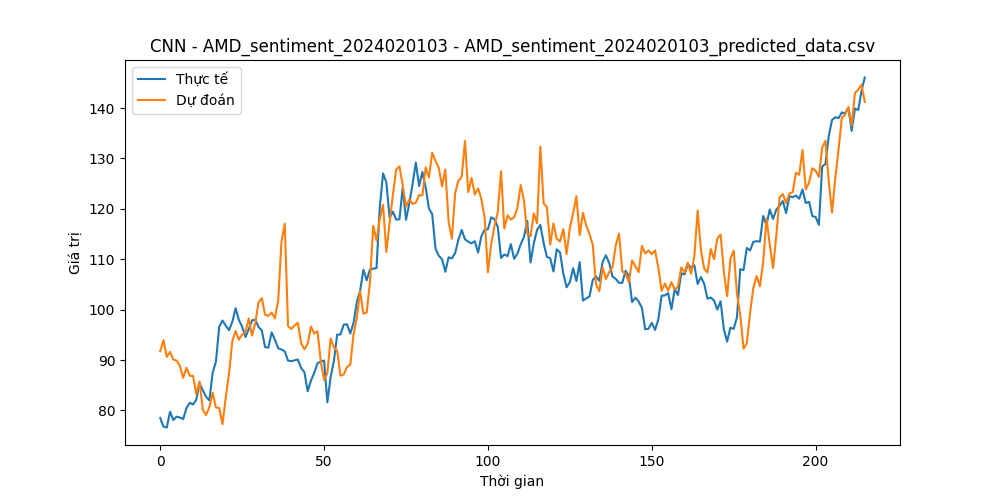 CNN - AMD_sentiment_2024020103 - AMD_sentiment_2024020103_predicted_data.csv
Thực tế
Dự đoán
Giá trị
140
130
120
110
100
90
80
0
50
100
150
200
Thời gian